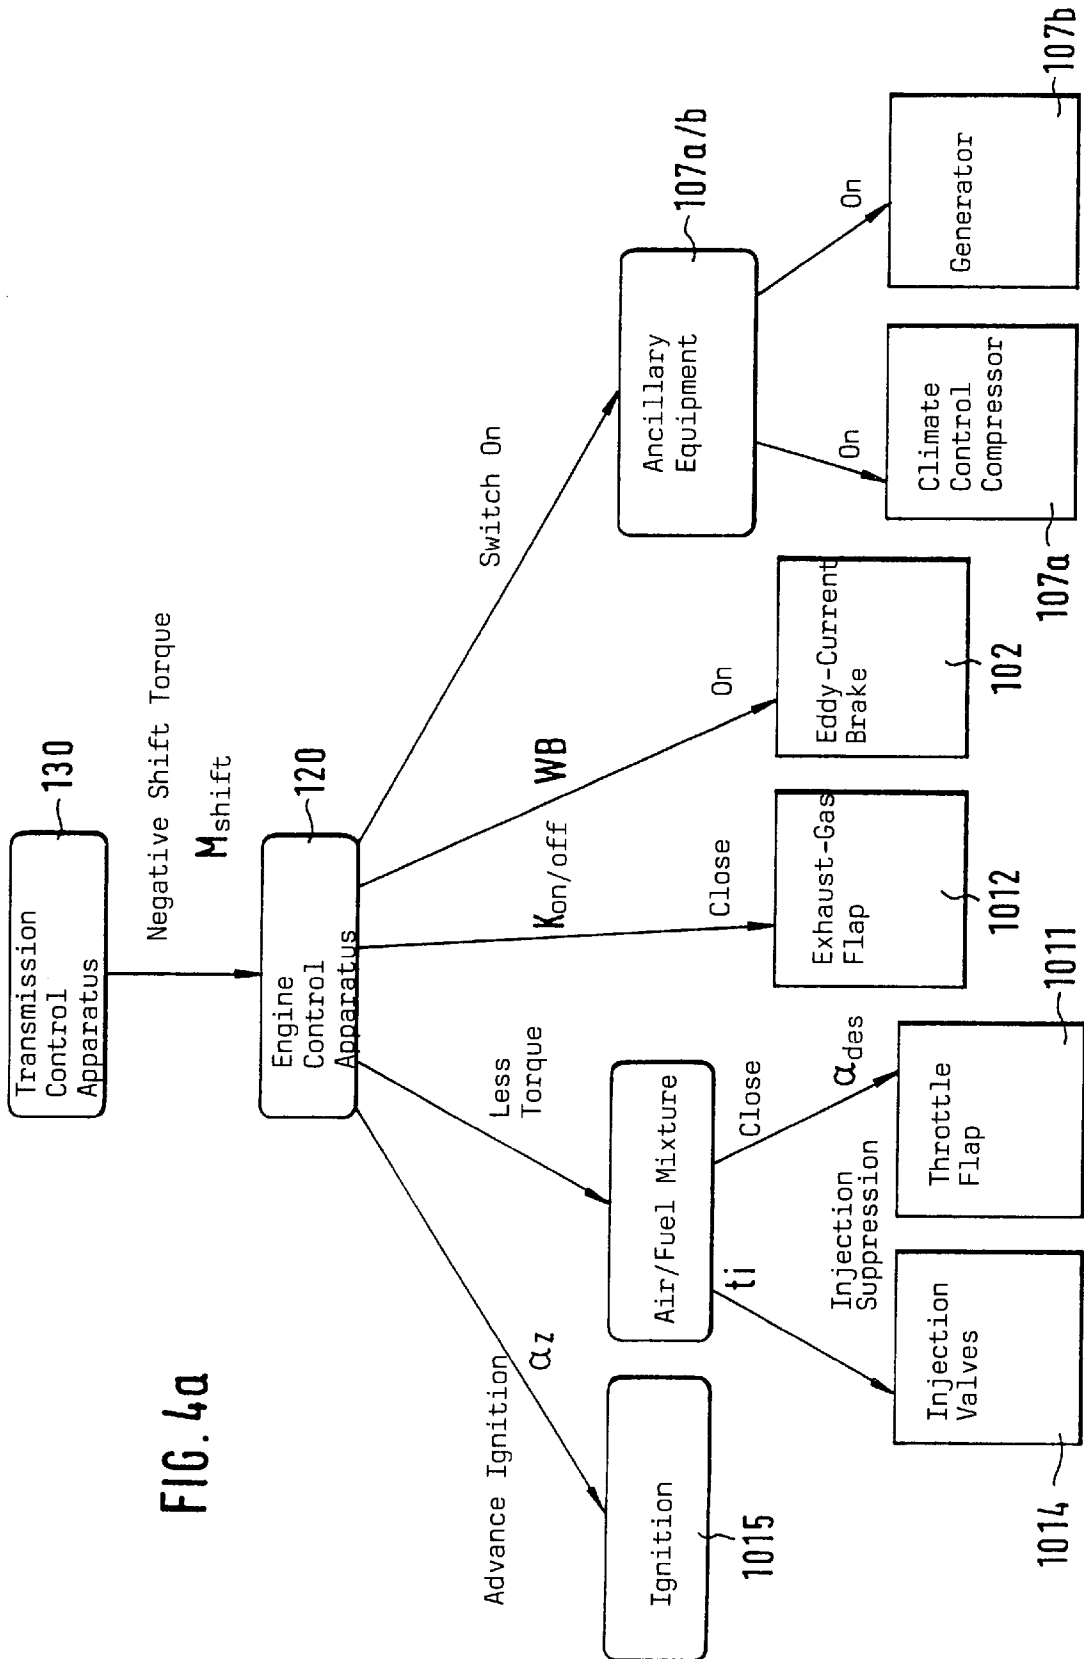 FIG. 4a
Transmission
Control
Apparatus
130
Negative Shift Torque
Mshift
Engine
Control
Apparatus
120
Advance Ignition
αz
Less
Torque
Kon/off
Close
WB
On
Switch On
Ignition
1015
Air/Fuel Mixture
ti
Injection
Suppression
Close
αdes
Injection
Valves
1014
Throttle
Flap
1011
Exhaust-Gas
Flap
1012
Eddy-Current
Brake
102
Ancillary
Equipment
107a/b
On
On
Climate
Control
Compressor
107a
Generator
107b